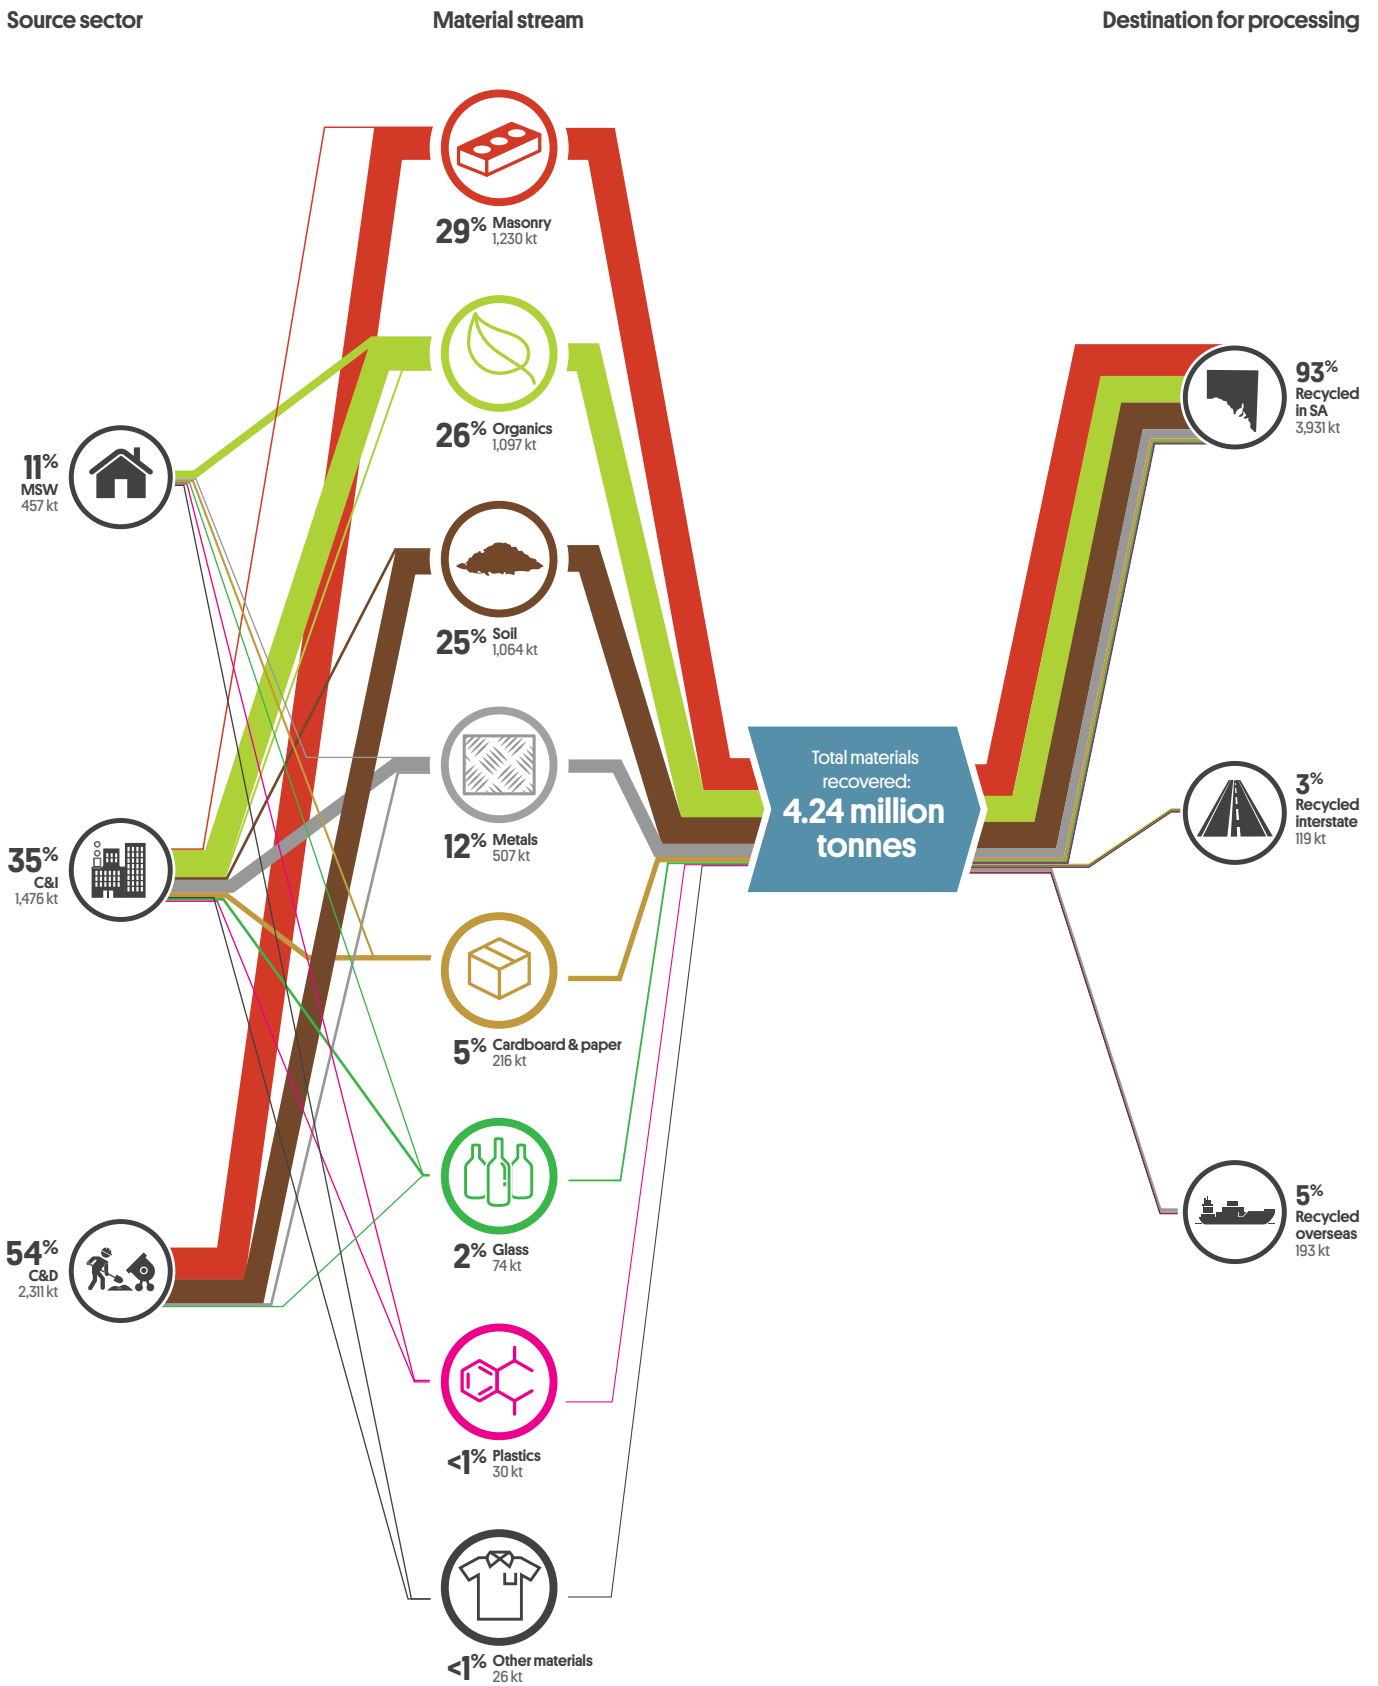 Source sector
Material stream
Destination for processing
29% Masonry
1,230 kt
26% Organics
1,097 kt
25% Soil
1,064 kt
12% Metals
507 kt
5% Cardboard & paper
216 kt
2% Glass
74 kt
<1% Plastics
30 kt
<1% Other materials
26 kt
11%
MSW
457 kt
35%
C&I
1,476 kt
54%
C&D
2,311 kt
Total materials
recovered:
4.24 million
tonnes
93%
Recycled
in SA
3,931 kt
3%
Recycled
interstate
119 kt
5%
Recycled
overseas
193 kt